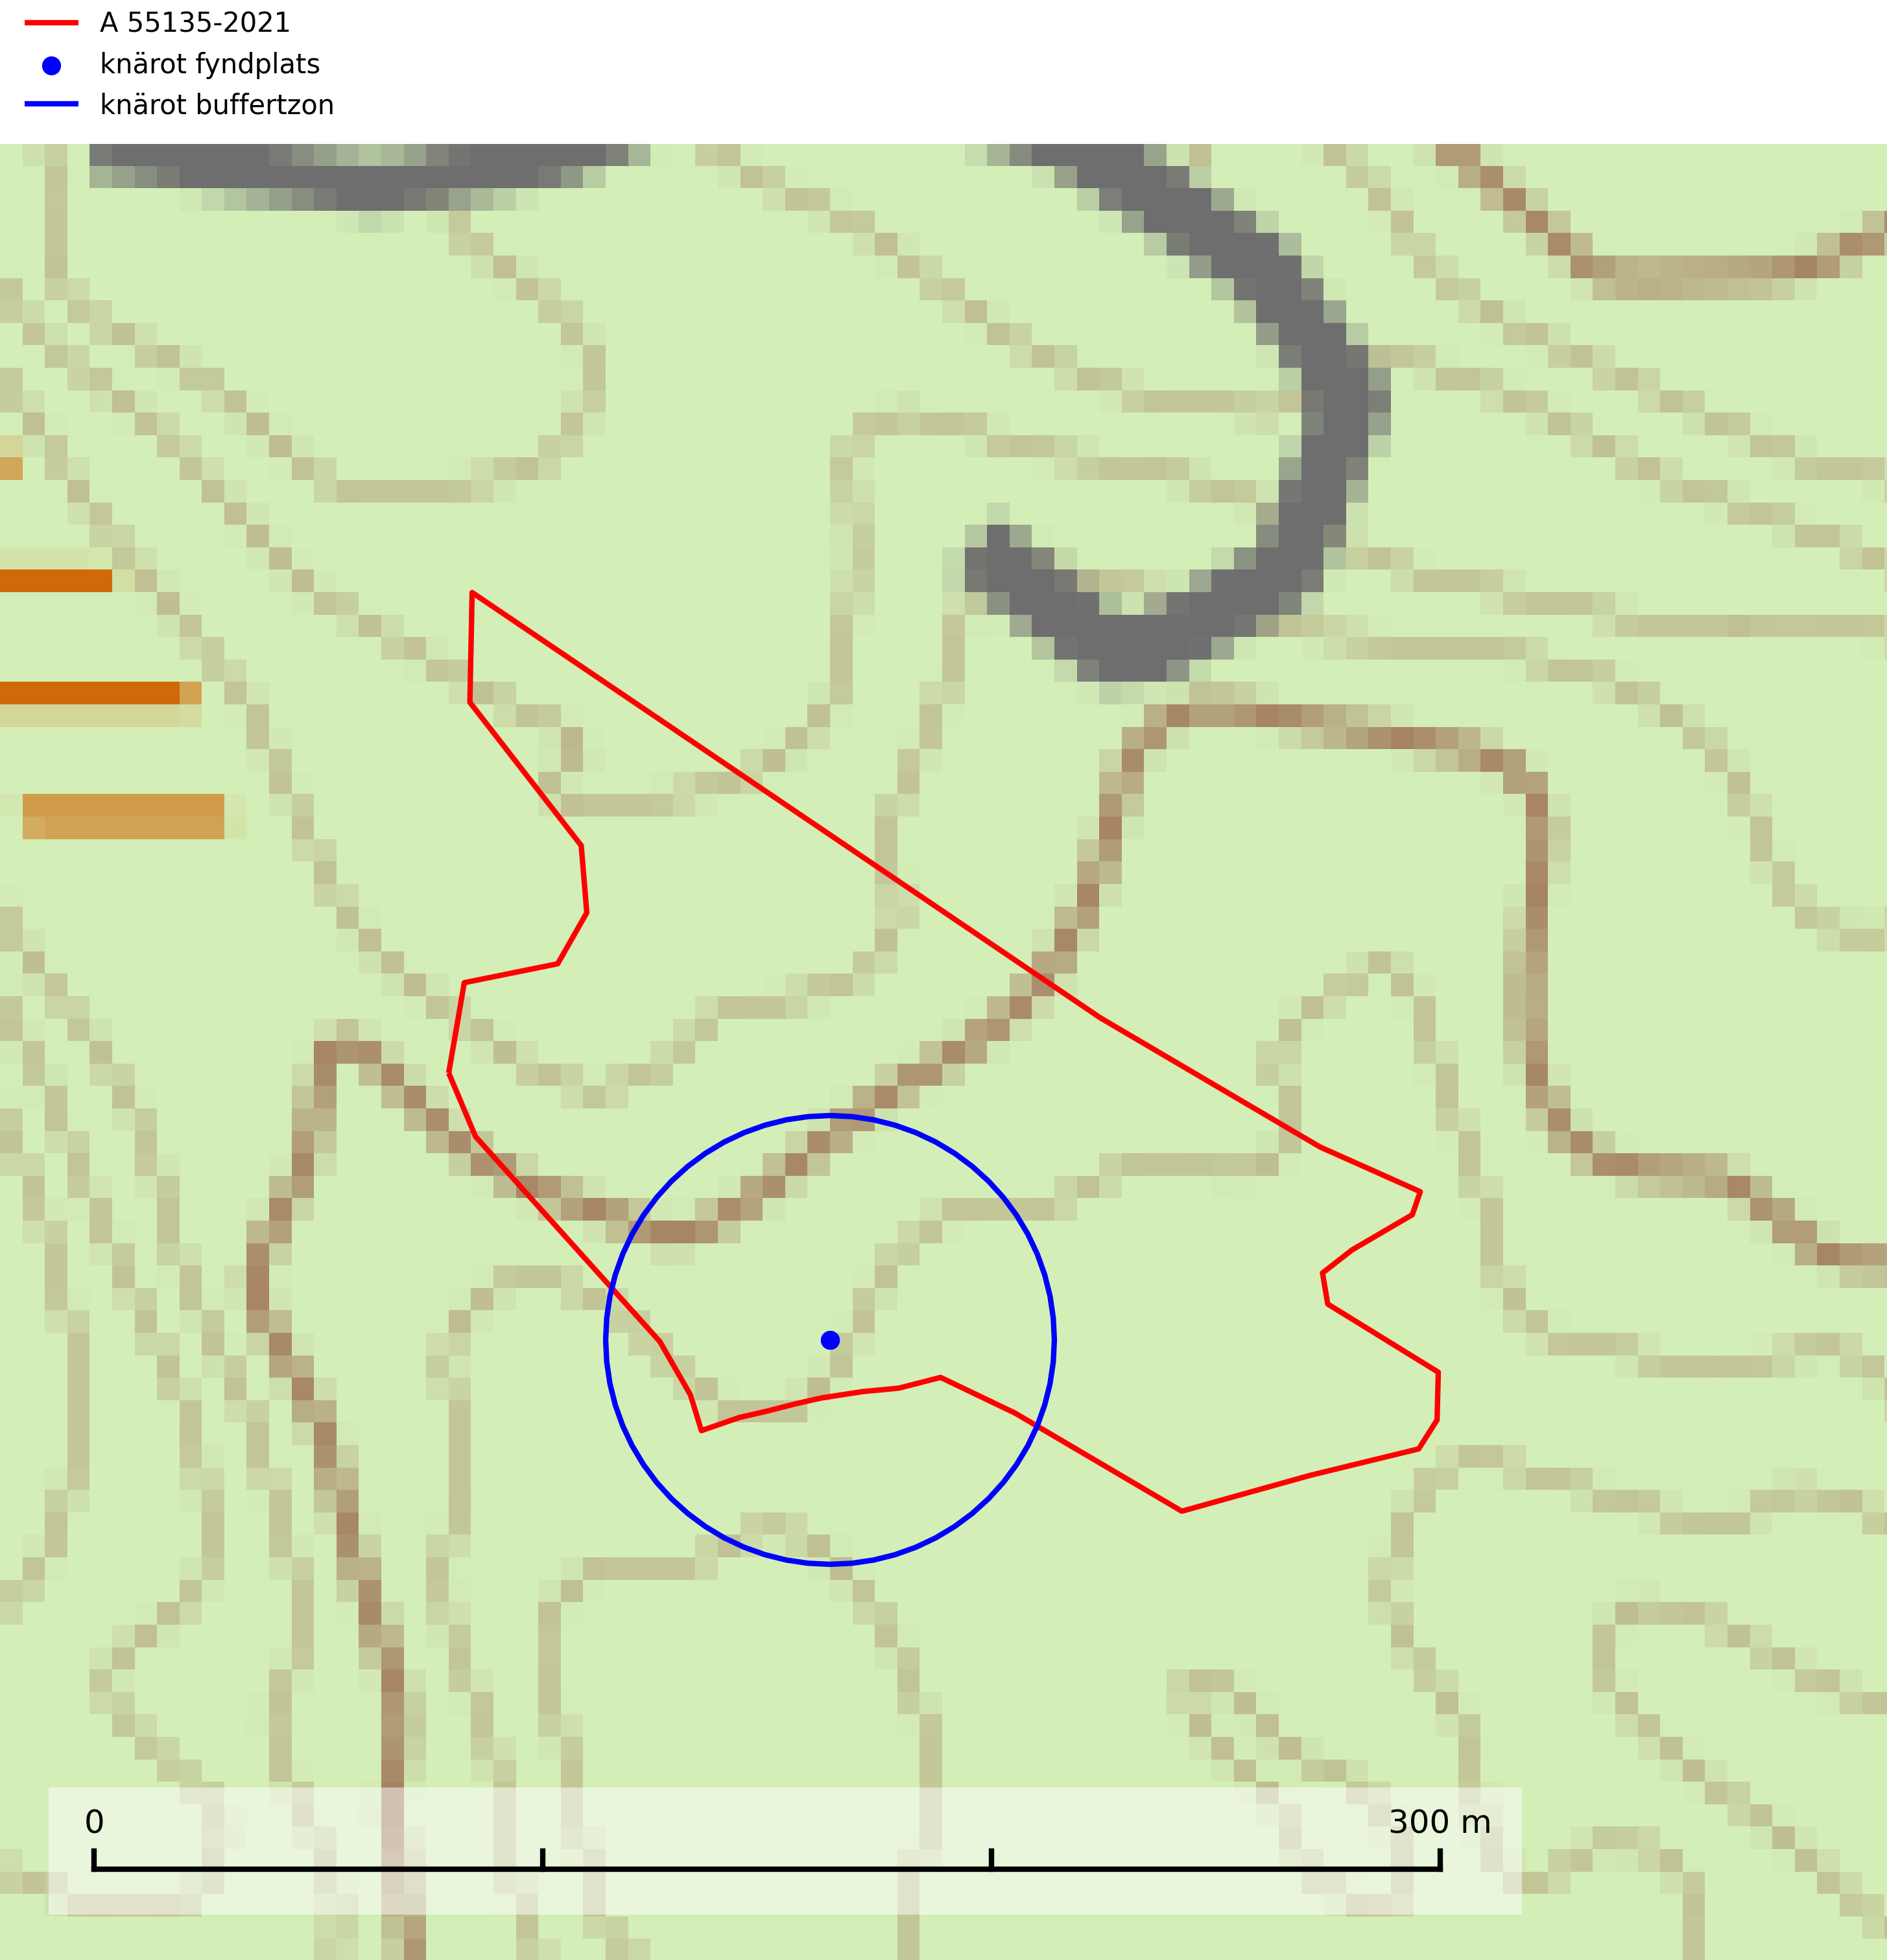 A 55135-2021
knärot fyndplats
knärot buffertzon
0 300 m